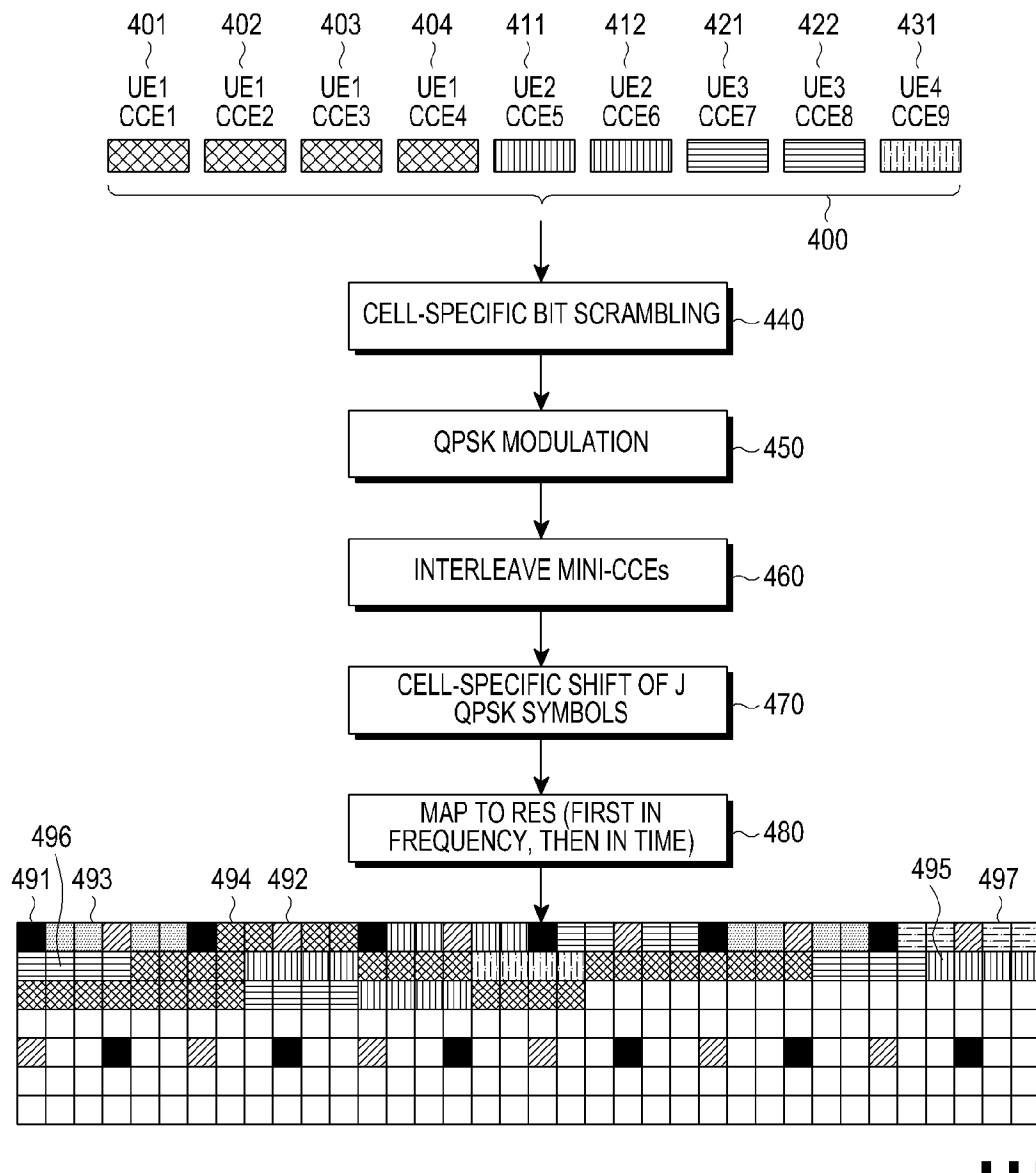 401 402 403 404 411 412 421 422 431
UE1 UE1 UE1 UE1 UE2 UE2 UE3 UE3 UE4
CCE1 CCE2 CCE3 CCE4 CCE5 CCE6 CCE7 CCE8 CCE9
400
CELL-SPECIFIC BIT SCRAMBLING
440
QPSK MODULATION
450
INTERLEAVE MINI-CCEs
460
CELL-SPECIFIC SHIFT OF J
QPSK SYMBOLS
470
MAP TO RES (FIRST IN
FREQUENCY, THEN IN TIME)
480
496
491 493 494 492 495 497